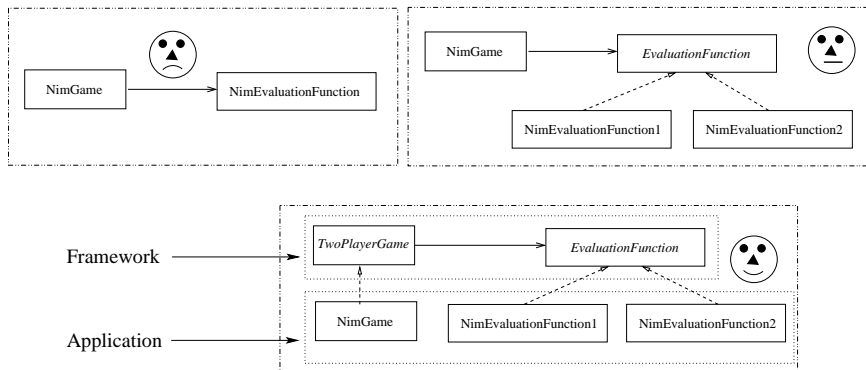 NimGame
NimEvaluationFunction
NimGame
EvaluationFunction
NimEvaluationFunction1
NimEvaluationFunction2
Framework
TwoPlayerGame
EvaluationFunction
Application
NimGame
NimEvaluationFunction1
NimEvaluationFunction2